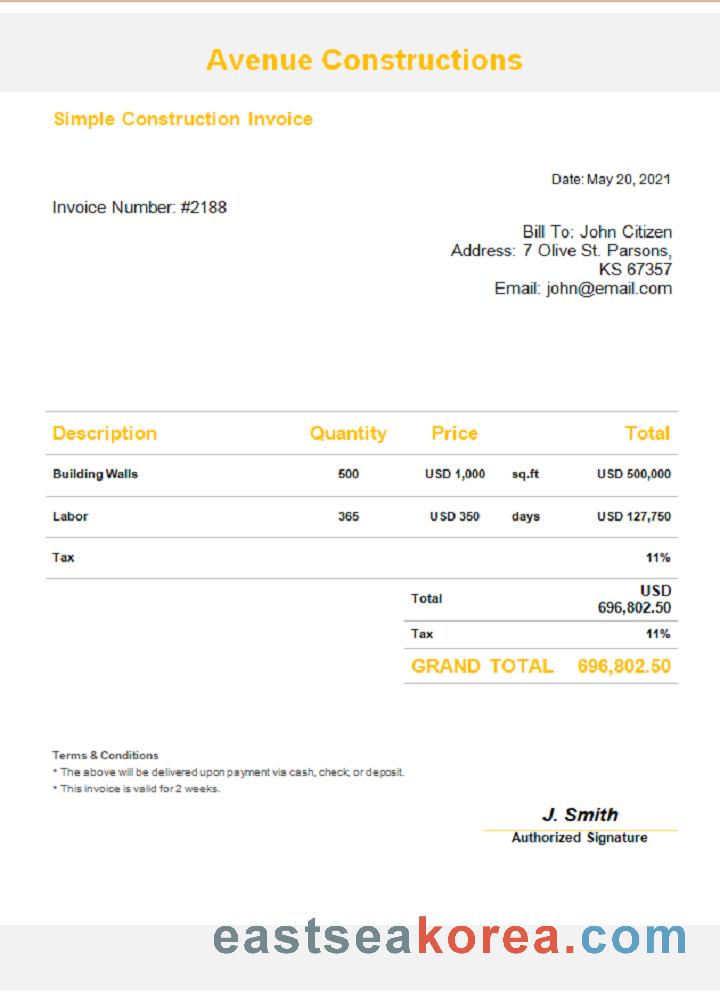 Avenue Constructions
Simple Construction Invoice
Date: May 20, 2021
Invoice Number: #2188
Bill To: John Citizen
Address: 7 Olive St. Parsons,
KS 67357
Email: john@email.com
Description Quantity Price Total
Building Walls 500 USD 1,000 sq.ft USD 500,000
Labor 365 USD 350 days USD 127,750
Tax 11%
Total USD
696,802.50
Tax 11%
GRAND TOTAL 696,802.50
Terms & Conditions
* The above will be delivered upon payment via cash, check, or deposit.
* This invoice is valid for 2 weeks.
J. Smith
Authorized Signature
eastseakorea.com